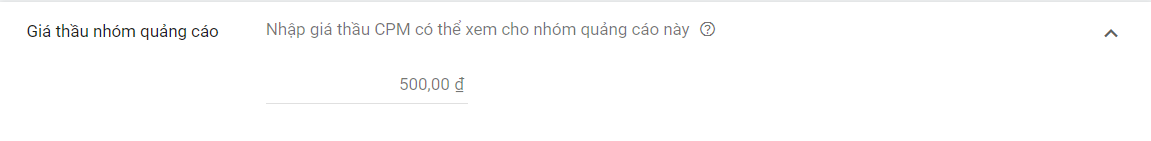 Giá thầu nhóm quảng cáo
Nhập giá thầu CPM có thể xem cho nhóm quảng cáo này
500,00 ₫